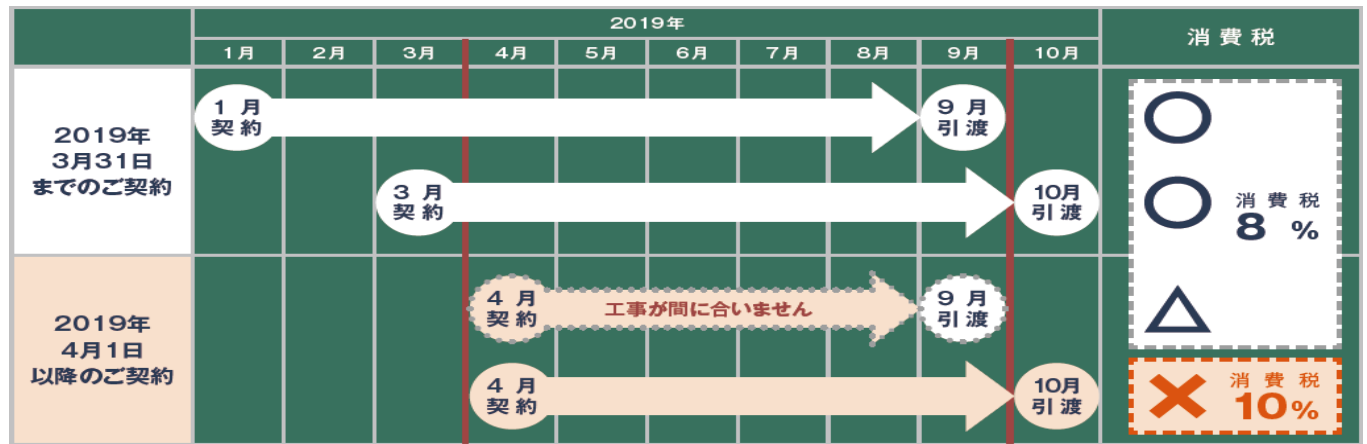 2019年
消費税
1月 2月 3月 4月 5月 6月 7月 8月 9月 10月
2019年
3月31日
までのご契約
1月
契約
9月
引渡
3月
契約
10月
引渡
消費税
8%
2019年
4月1日
以降のご契約
4月
契約
工事が間に合いません
9月
引渡
4月
契約
10月
引渡
消費税
10%